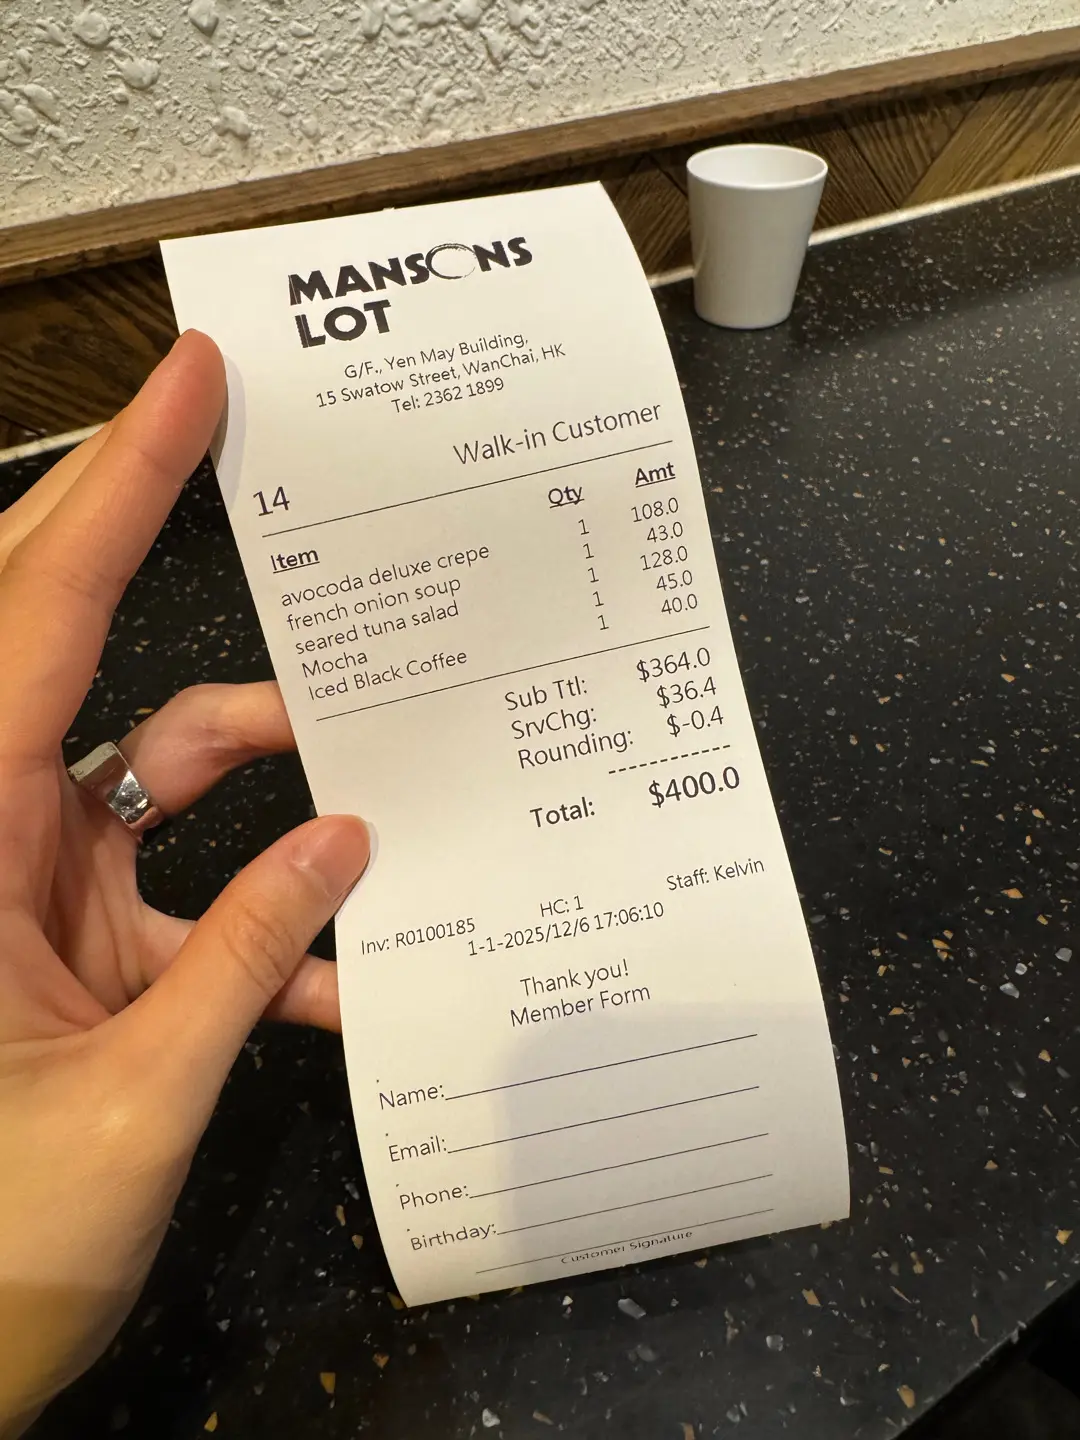 MANSONS
LOT
G/F., Yen May Building,
15 Swatow Street, WanChai, HK
Tel: 2362 1899
Walk-in Customer
14
Item Qty Amt
avocoda deluxe crepe 1 108.0
french onion soup 1 43.0
seared tuna salad 1 128.0
Mocha 1 45.0
Iced Black Coffee 1 40.0
Sub Ttl: $364.0
SrvChg: $36.4
Rounding: $-0.4
Total: $400.0
Staff: Kelvin
Inv: R0100185 HC: 1
1-1-2025/12/6 17:06:10
Thank you!
Member Form
Name:
Email:
Phone:
Birthday:
Customer Signature